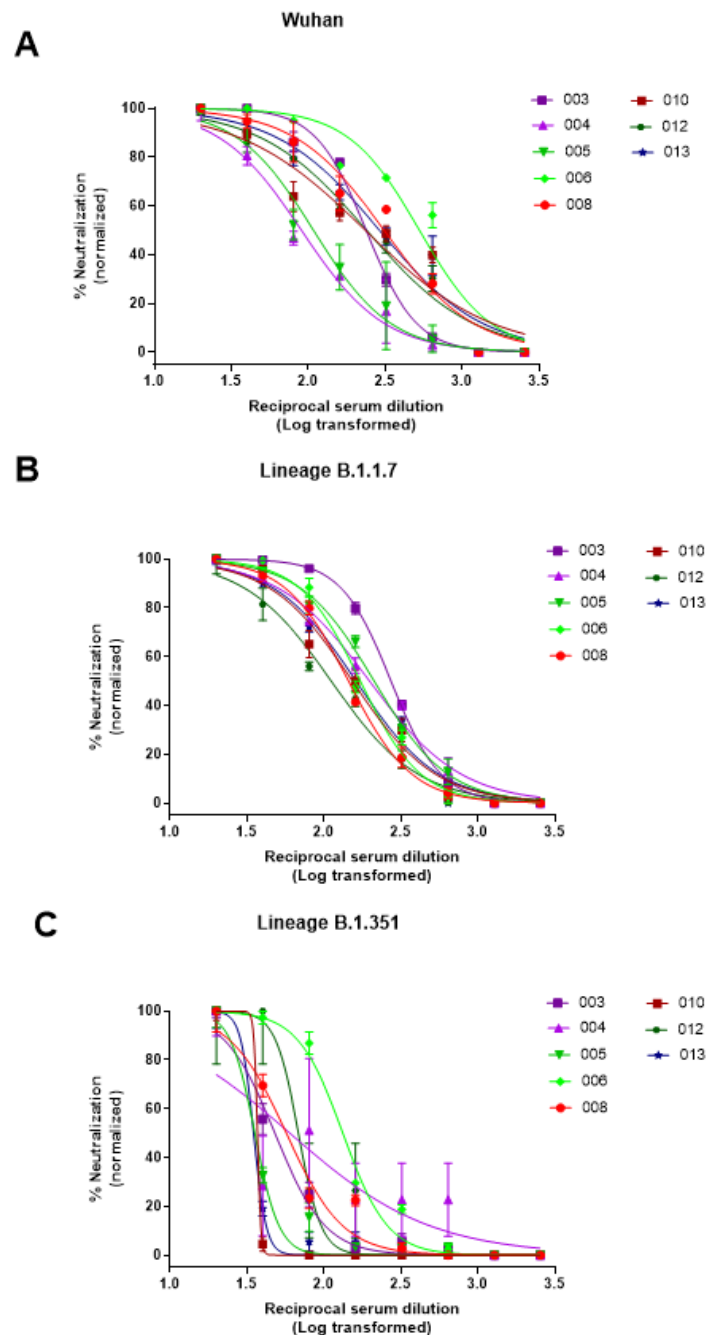 Wuhan
A
% Neutralization
(normalized)
100
80
60
40
20
0
1.0 1.5 2.0 2.5 3.0 3.5
Reciprocal serum dilution
(Log transformed)
003 010
004 012
005 013
006
008
Lineage B.1.1.7
B
% Neutralization
(normalized)
100
80
60
40
20
0
1.0 1.5 2.0 2.5 3.0 3.5
Reciprocal serum dilution
(Log transformed)
003 010
004 012
005 013
006
008
Lineage B.1.351
C
% Neutralization
(normalized)
100
80
60
40
20
0
1.0 1.5 2.0 2.5 3.0 3.5
Reciprocal serum dilution
(Log transformed)
003 010
004 012
005 013
006
008